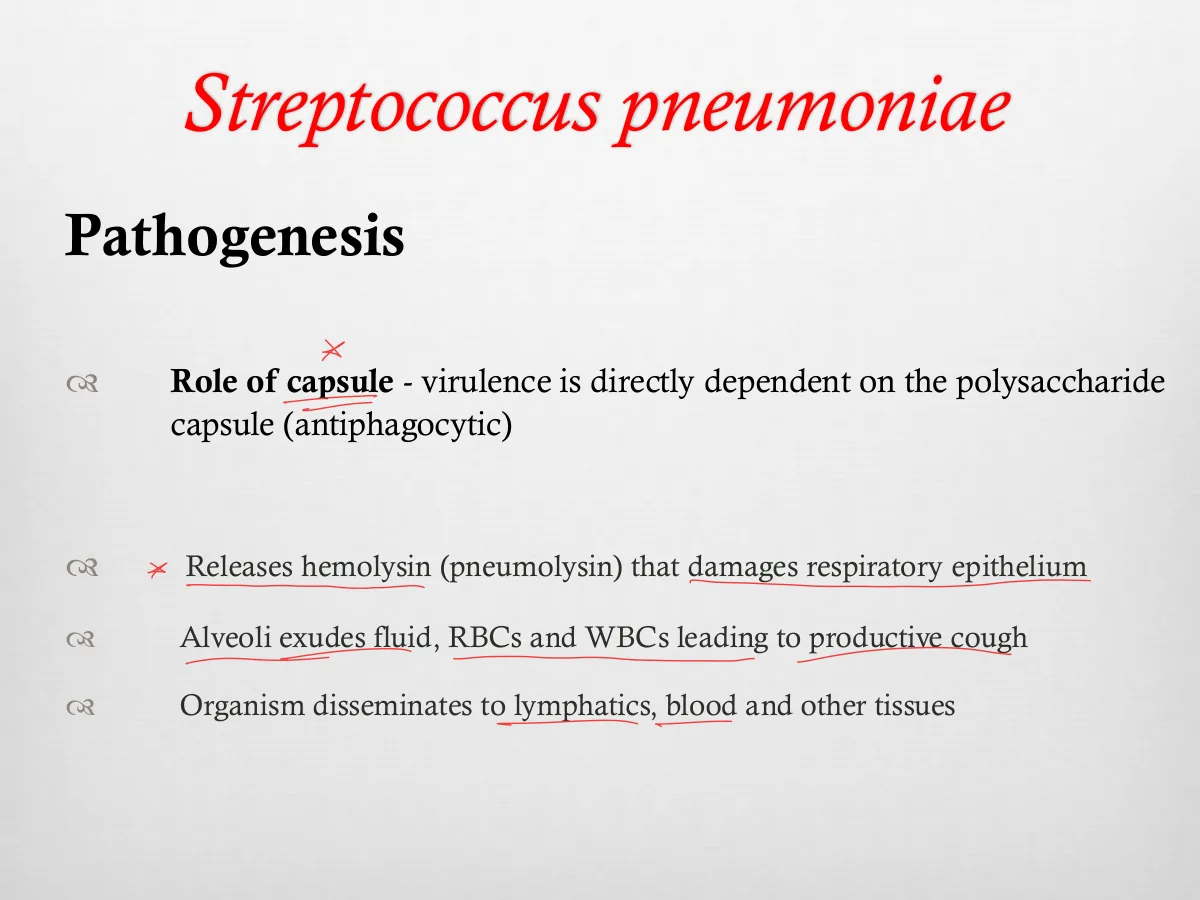 Streptococcus pneumoniae
Pathogenesis
Role of capsule - virulence is directly dependent on the polysaccharide
capsule (antiphagocytic)
Releases hemolysin (pneumolysin) that damages respiratory epithelium
Alveoli exudes fluid, RBCs and WBCs leading to productive cough
Organism disseminates to lymphatics, blood and other tissues